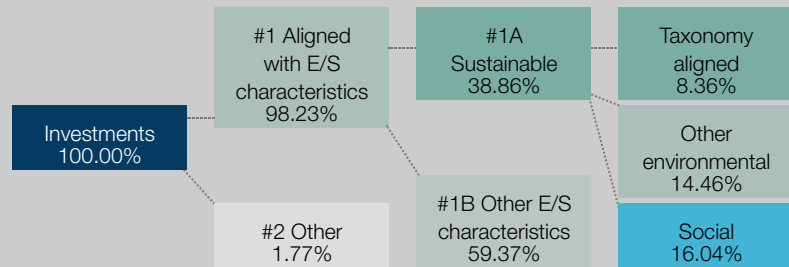 Investments
100.00%
#1 Aligned
with E/S
characteristics
98.23%
#2 Other
1.77%
#1A
Sustainable
38.86%
#1B Other E/S
characteristics
59.37%
Taxonomy
aligned
8.36%
Other
environmental
14.46%
Social
16.04%